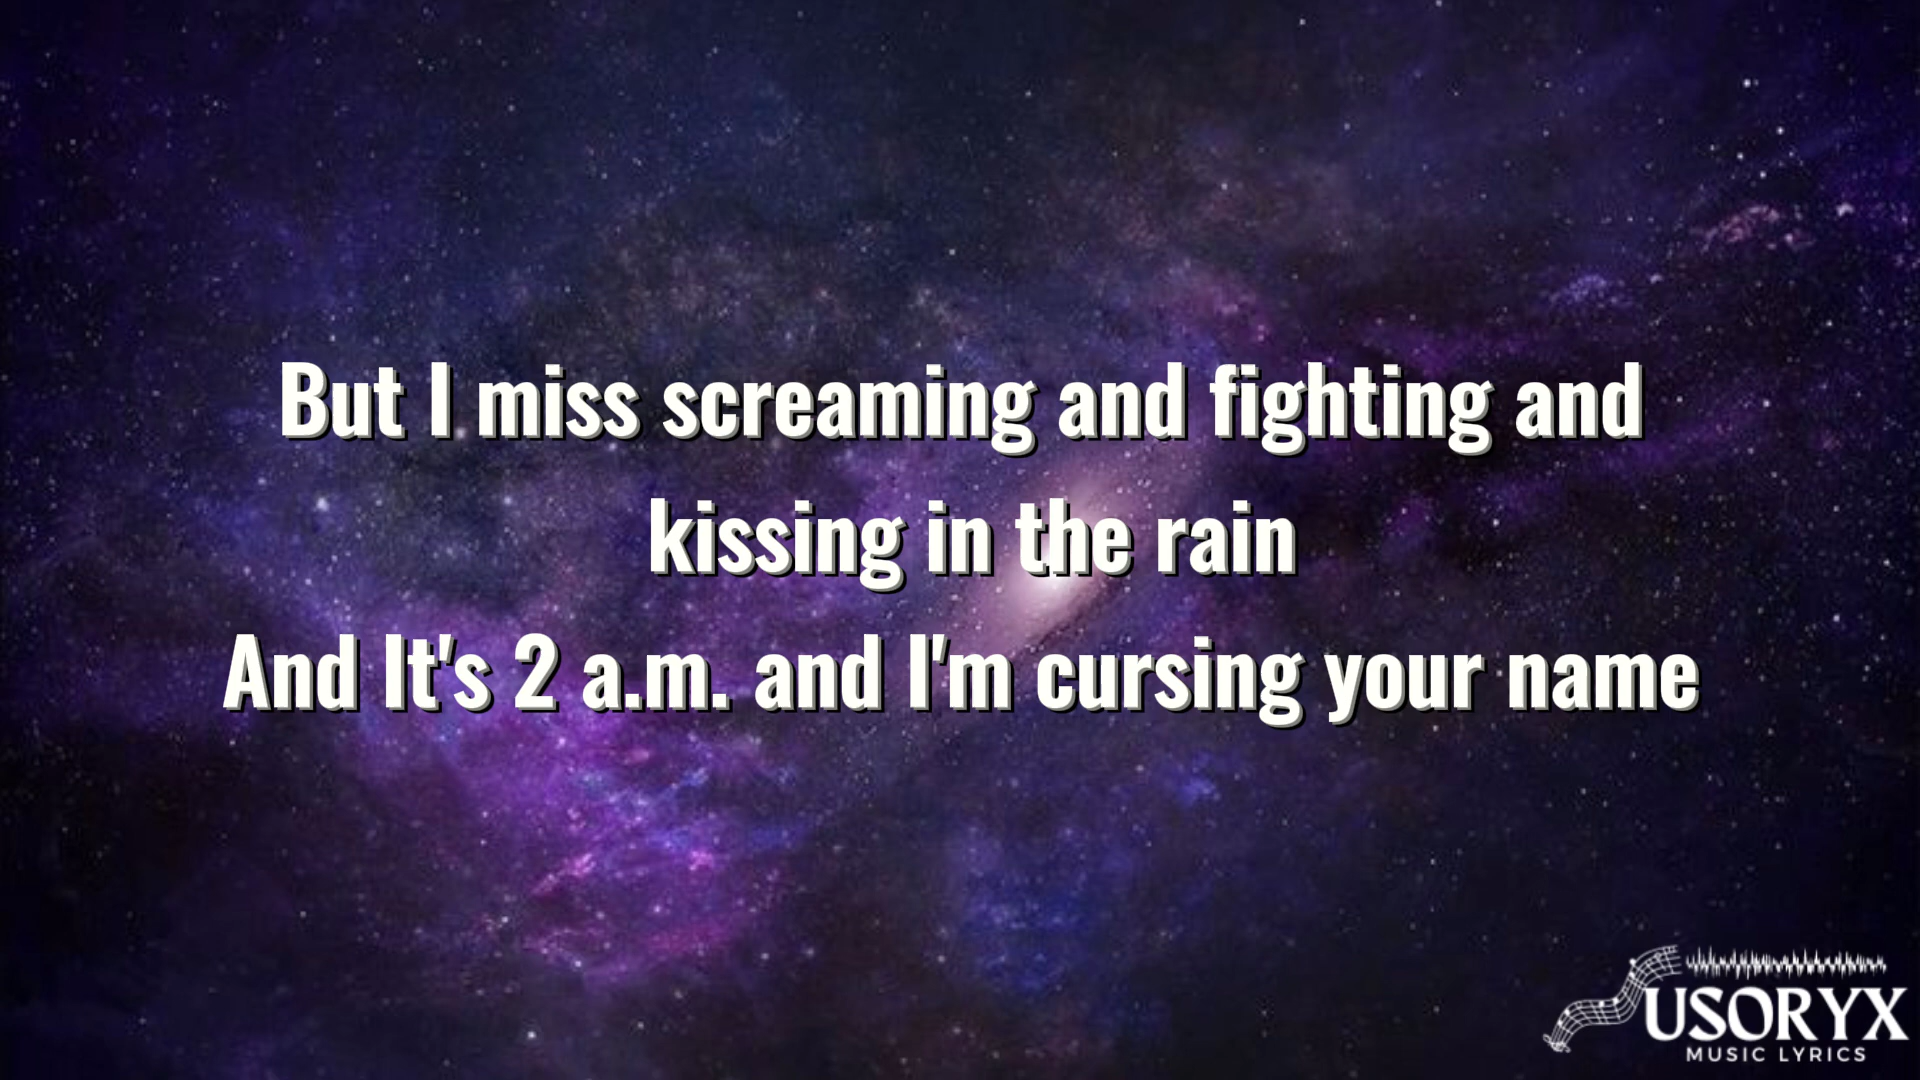 But I miss screaming and fighting and
kissing in the rain
And It's 2 a.m. and I'm cursing your name
USORYX
MUSIC LYRICS